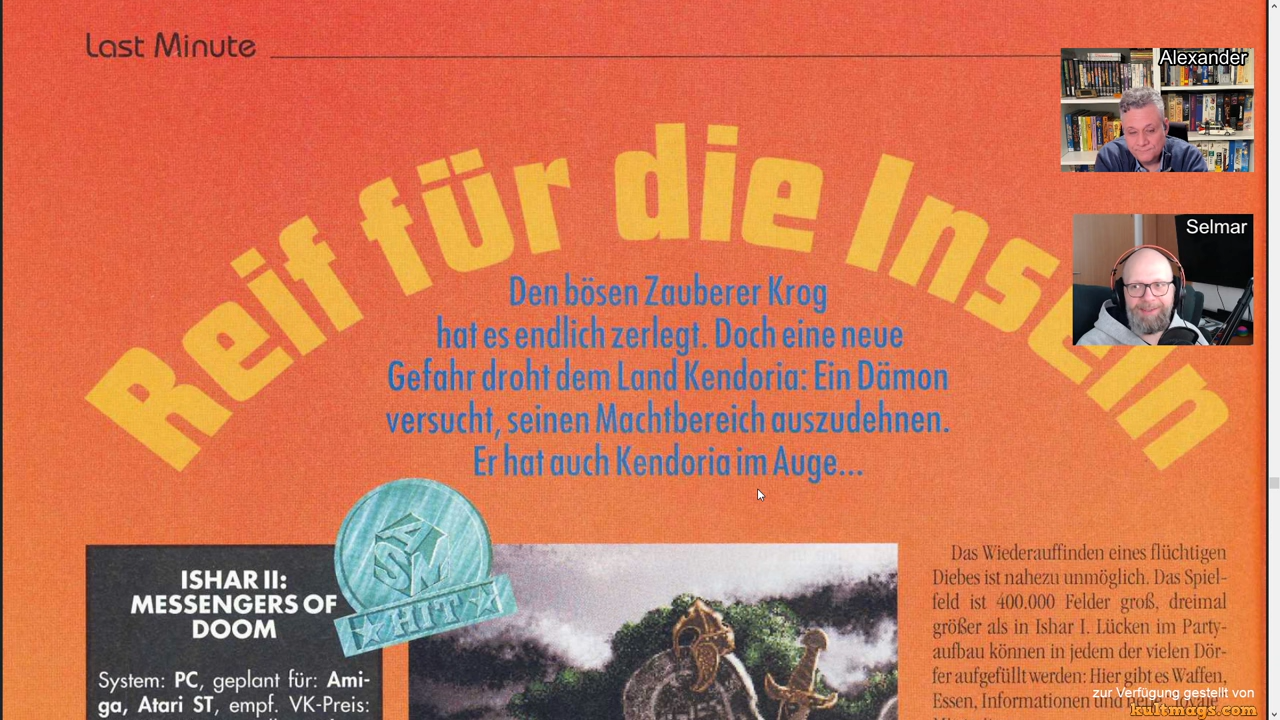 Last Minute
Alexander
Selmar
Reif für die Inseln
Den bösen Zauberer Krog
hat es endlich zerlegt. Doch eine neue
Gefahr droht dem Land Kendoria: Ein Dämon
versucht, seinen Machtbereich auszudehnen.
Er hat auch Kendoria im Auge...
ASM
HIT
ISHAR II:
MESSENGERS OF
DOOM
System: PC, geplant für: Ami-
ga, Atari ST, empf. VK-Preis:
Das Wiederauffinden eines flüchtigen
Diebes ist nahezu unmöglich. Das Spiel-
feld ist 400.000 Felder groß, dreimal
größer als in Ishar I. Lücken im Party-
aufbau können in jedem der vielen Dör-
fer aufgefüllt werden: Hier gibt es Waffen,
Essen, Informationen und
zur Verfügung gestellt von
kultmags.com